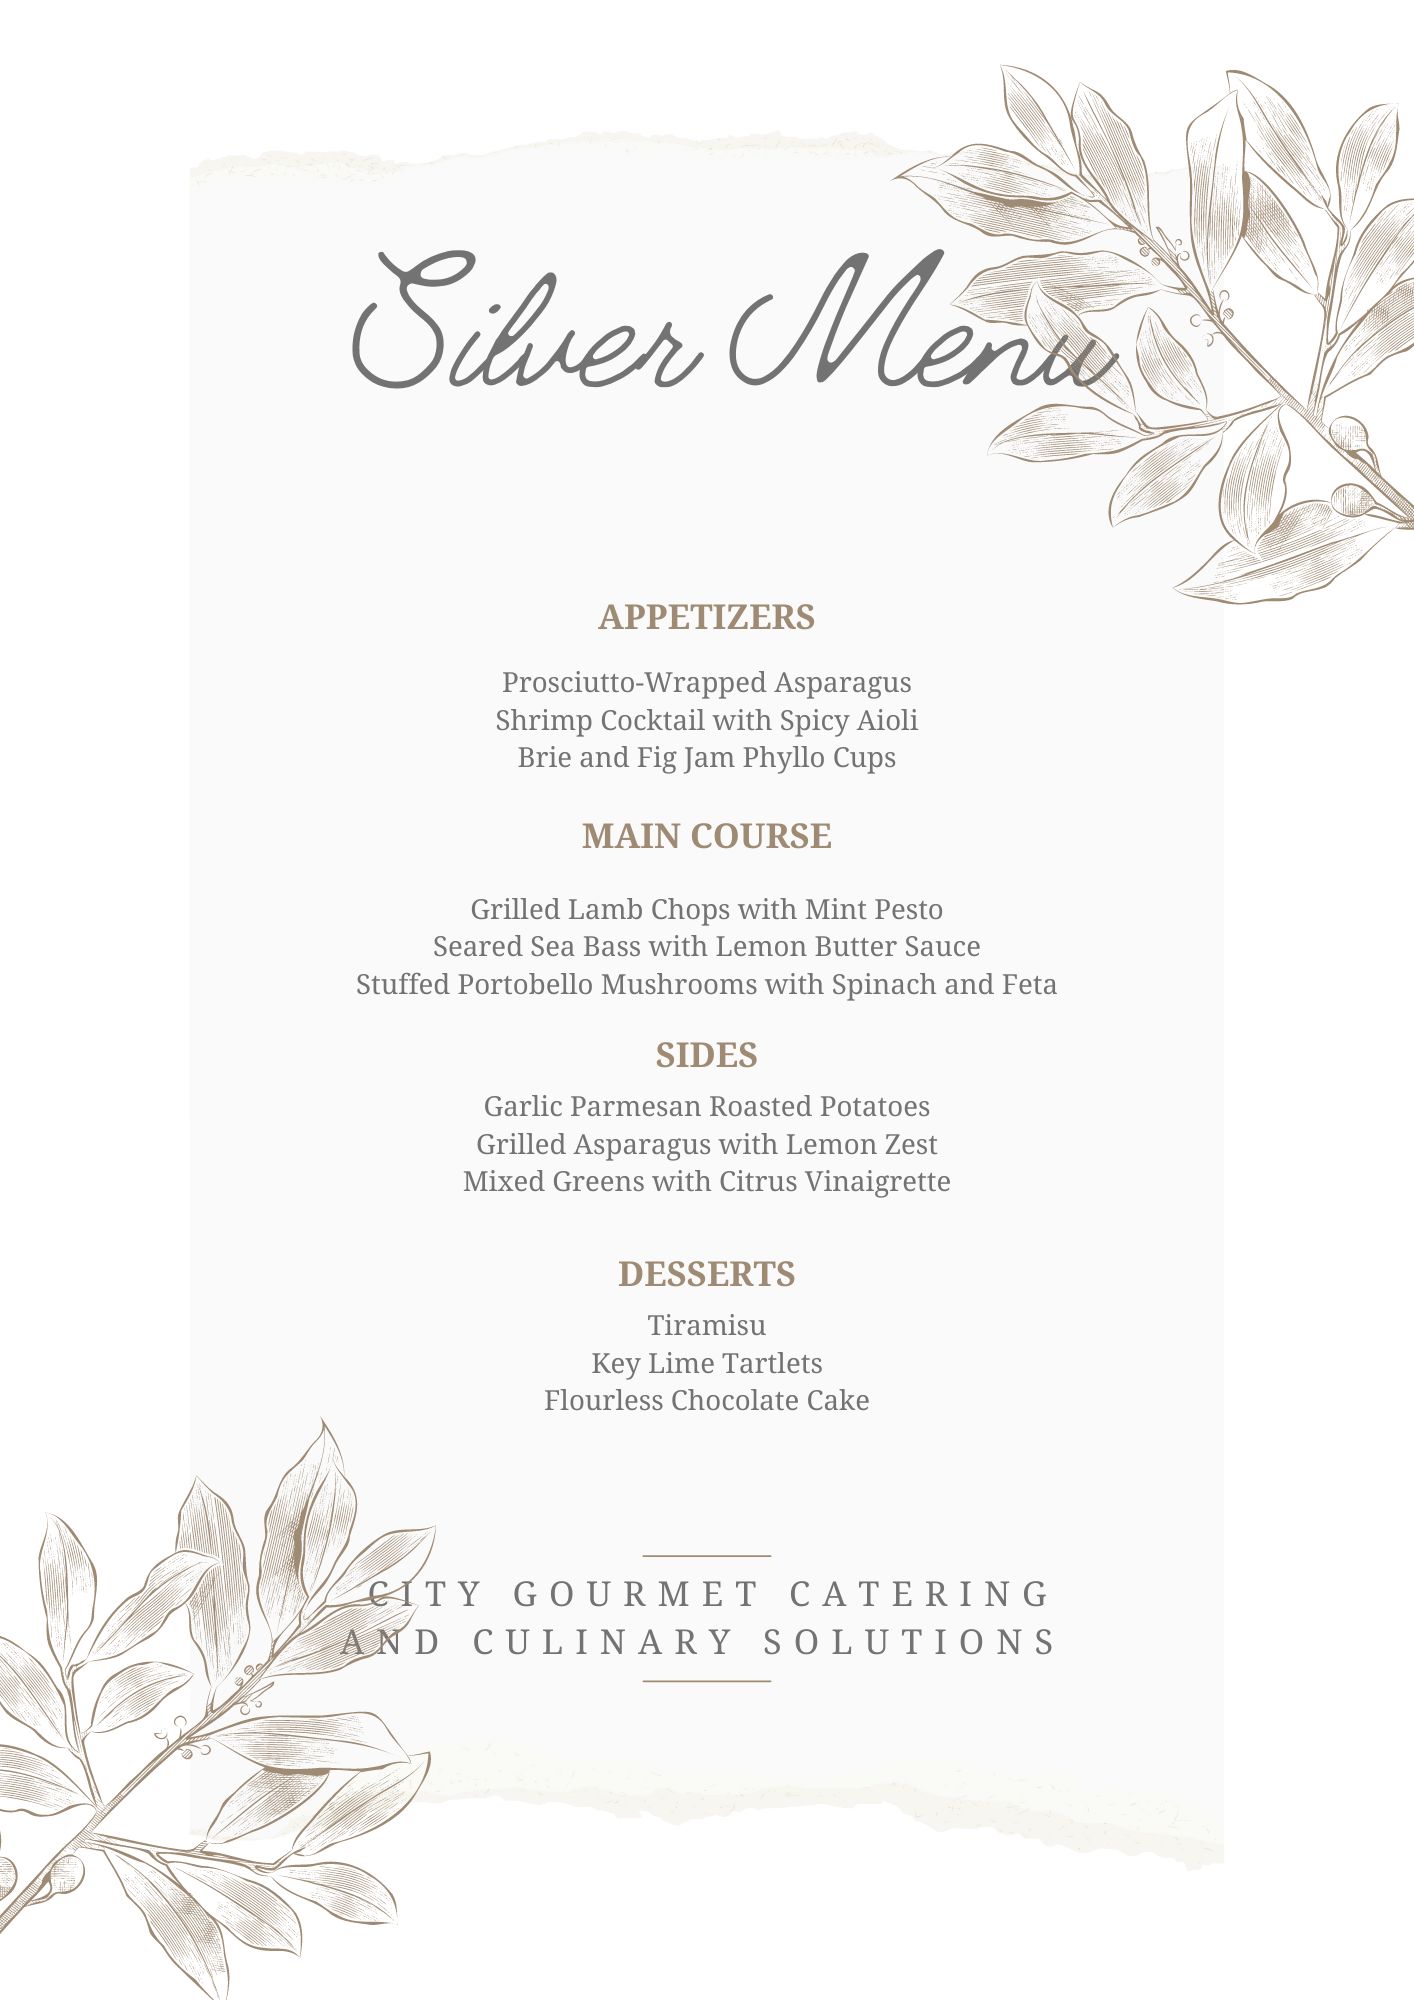 Silver Menu
APPETIZERS
Prosciutto-Wrapped Asparagus
Shrimp Cocktail with Spicy Aioli
Brie and Fig Jam Phyllo Cups
MAIN COURSE
Grilled Lamb Chops with Mint Pesto
Seared Sea Bass with Lemon Butter Sauce
Stuffed Portobello Mushrooms with Spinach and Feta
SIDES
Garlic Parmesan Roasted Potatoes
Grilled Asparagus with Lemon Zest
Mixed Greens with Citrus Vinaigrette
DESSERTS
Tiramisu
Key Lime Tartlets
Flourless Chocolate Cake
CITY GOURMET CATERING
AND CULINARY SOLUTIONS